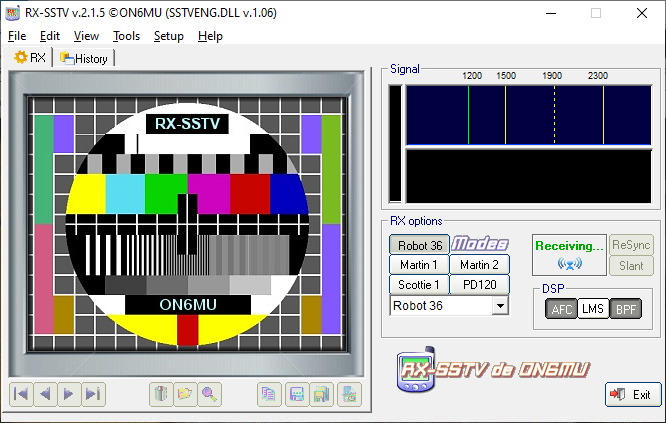 RX-SSTV v.2.1.5 ©ON6MU (SSTVENG.DLL v.1.06)
File Edit View Tools Setup Help
RX History
Signal
1200 1500 1900 2300
RX-SSTV
ON6MU
RX options
Robot 36 Modes
Martin 1 Martin 2
Scottie 1 PD120
Robot 36
Receiving...
ReSync
Slant
DSP
AFC LMS BPF
RX-SSTV de ON6MU
Exit